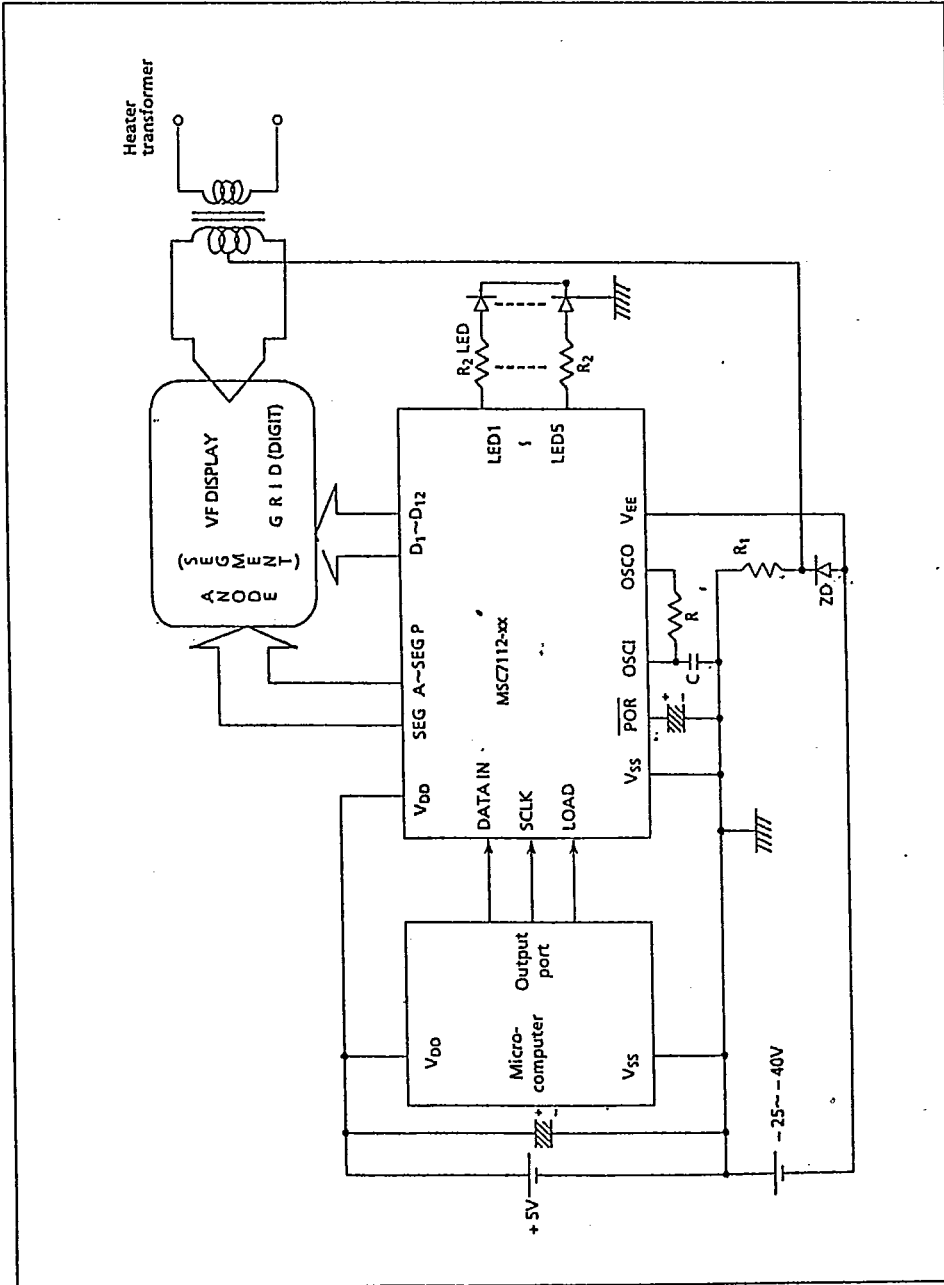 Heater
transformer
VF DISPLAY
GRID (DIGIT)
(SEGMENT)
ANODE
SEG A~SEG P
D1~D12
VDD
DATA IN
SCLK
LOAD
MSC7112-xx
LED1
LED5
R2 LED
R2
VSS
POR
OSCI
OSCO
VEE
+
-
C
R
R1
ZD
VDD
Micro-
computer
Output
port
VSS
+
-
+5V
-25~-40V